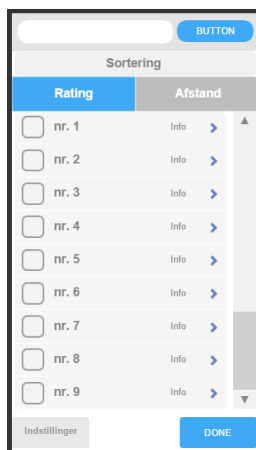 BUTTON
Sortering
Rating Afstand
nr. 1 Info
nr. 2 Info
nr. 3 Info
nr. 4 Info
nr. 5 Info
nr. 6 Info
nr. 7 Info
nr. 8 Info
nr. 9 Info
Indstillinger DONE